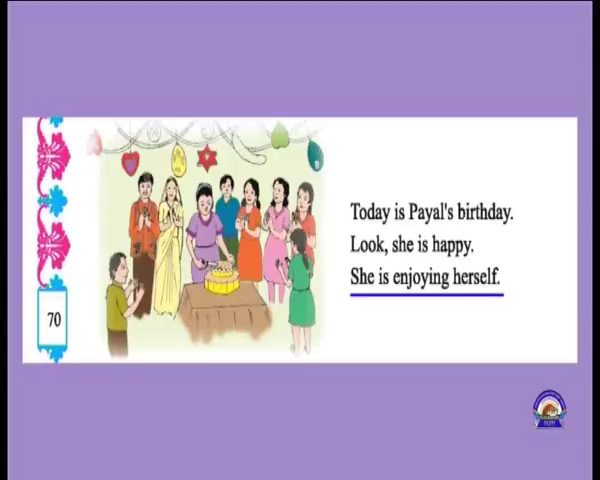 Today is Payal's birthday.
Look, she is happy.
She is enjoying herself.
70